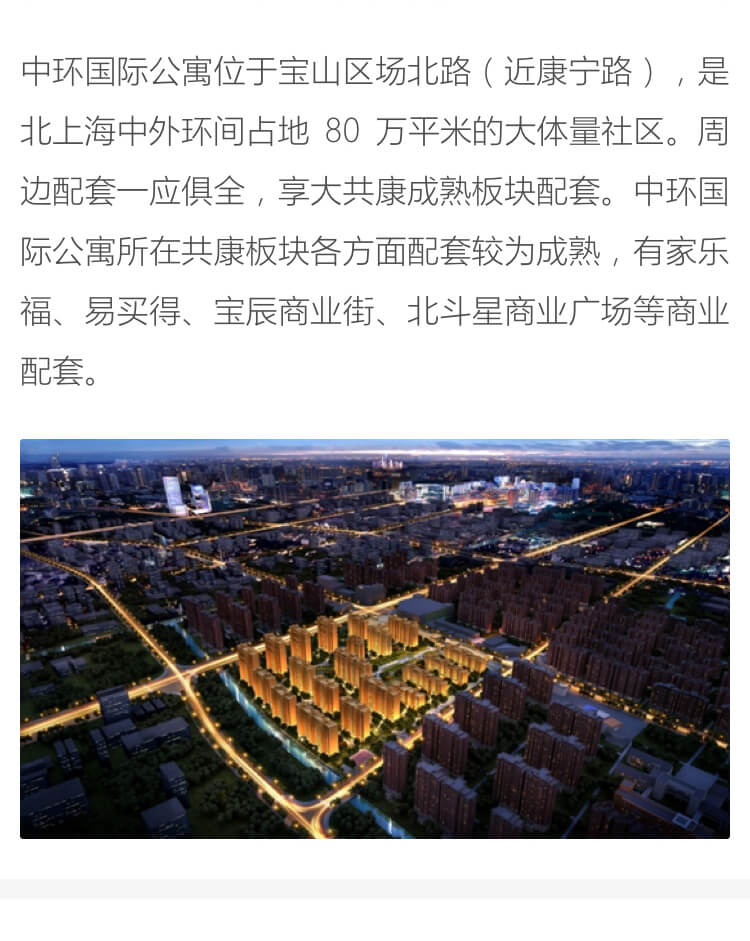 中环国际公寓位于宝山区场北路（近康宁路），是
北上海中外环间占地 80 万平米的大体量社区。周
边配套一应俱全，享大共康成熟板块配套。中环国
际公寓所在共康板块各方面配套较为成熟，有家乐
福、易买得、宝辰商业街、北斗星商业广场等商业
配套。